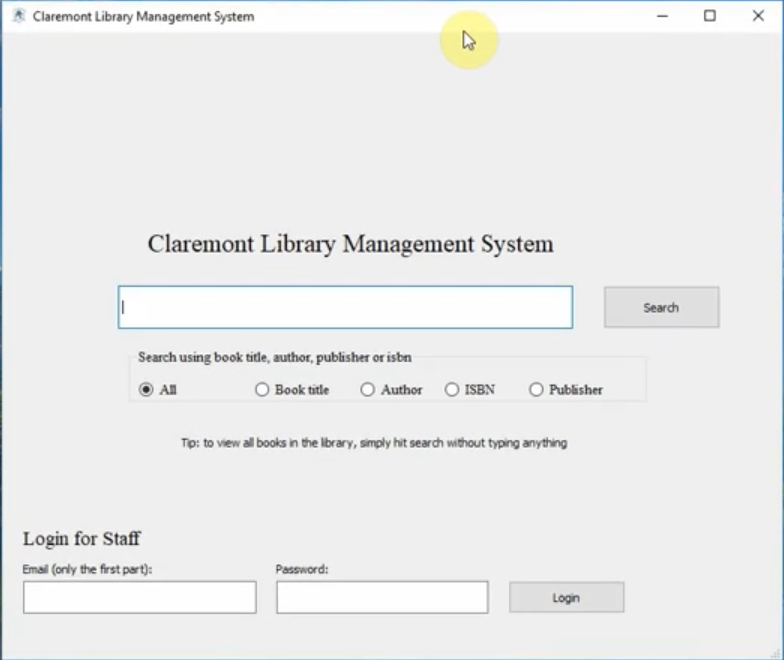 Claremont Library Management System
Claremont Library Management System
Search
Search using book title, author, publisher or isbn
All Book title Author ISBN Publisher
Tip: to view all books in the library, simply hit search without typing anything
Login for Staff
Email (only the first part): Password:
Login